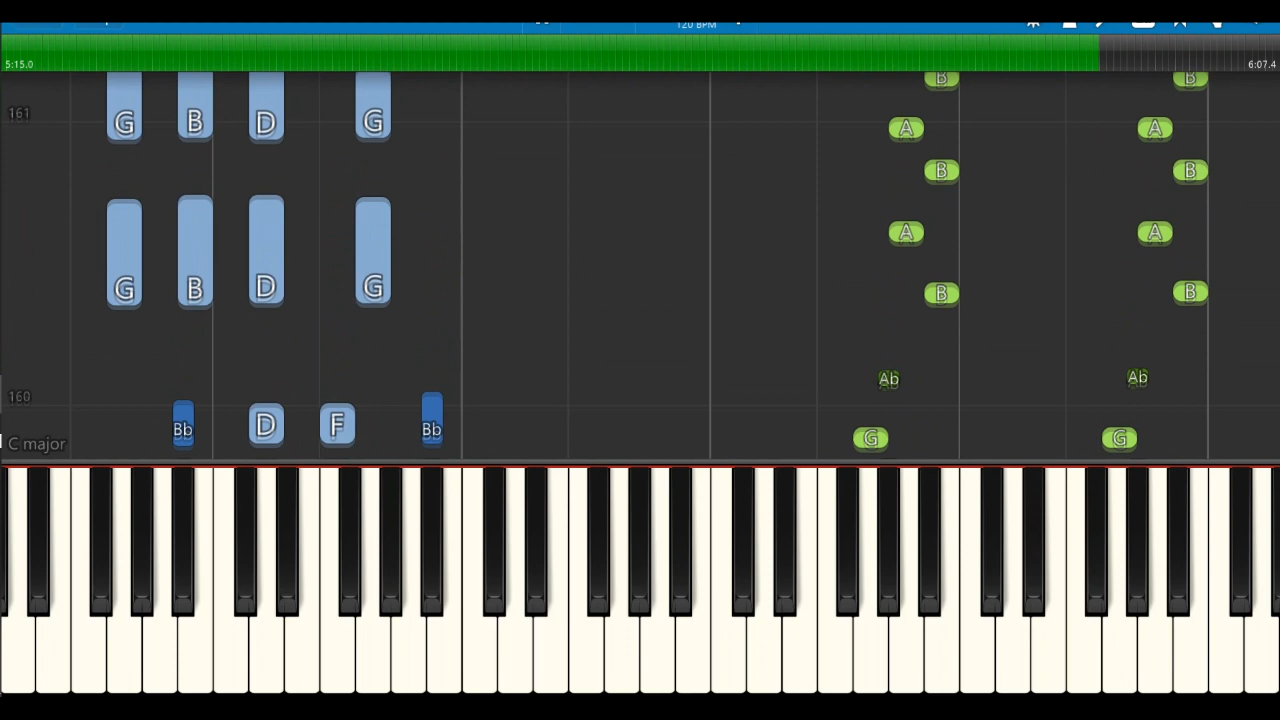 120 BPM
5:15.0 6:07.4
B B
161 G B D G A A
B B
A A
G B D G B B
Ab Ab
160
Bb D F Bb G G
C major